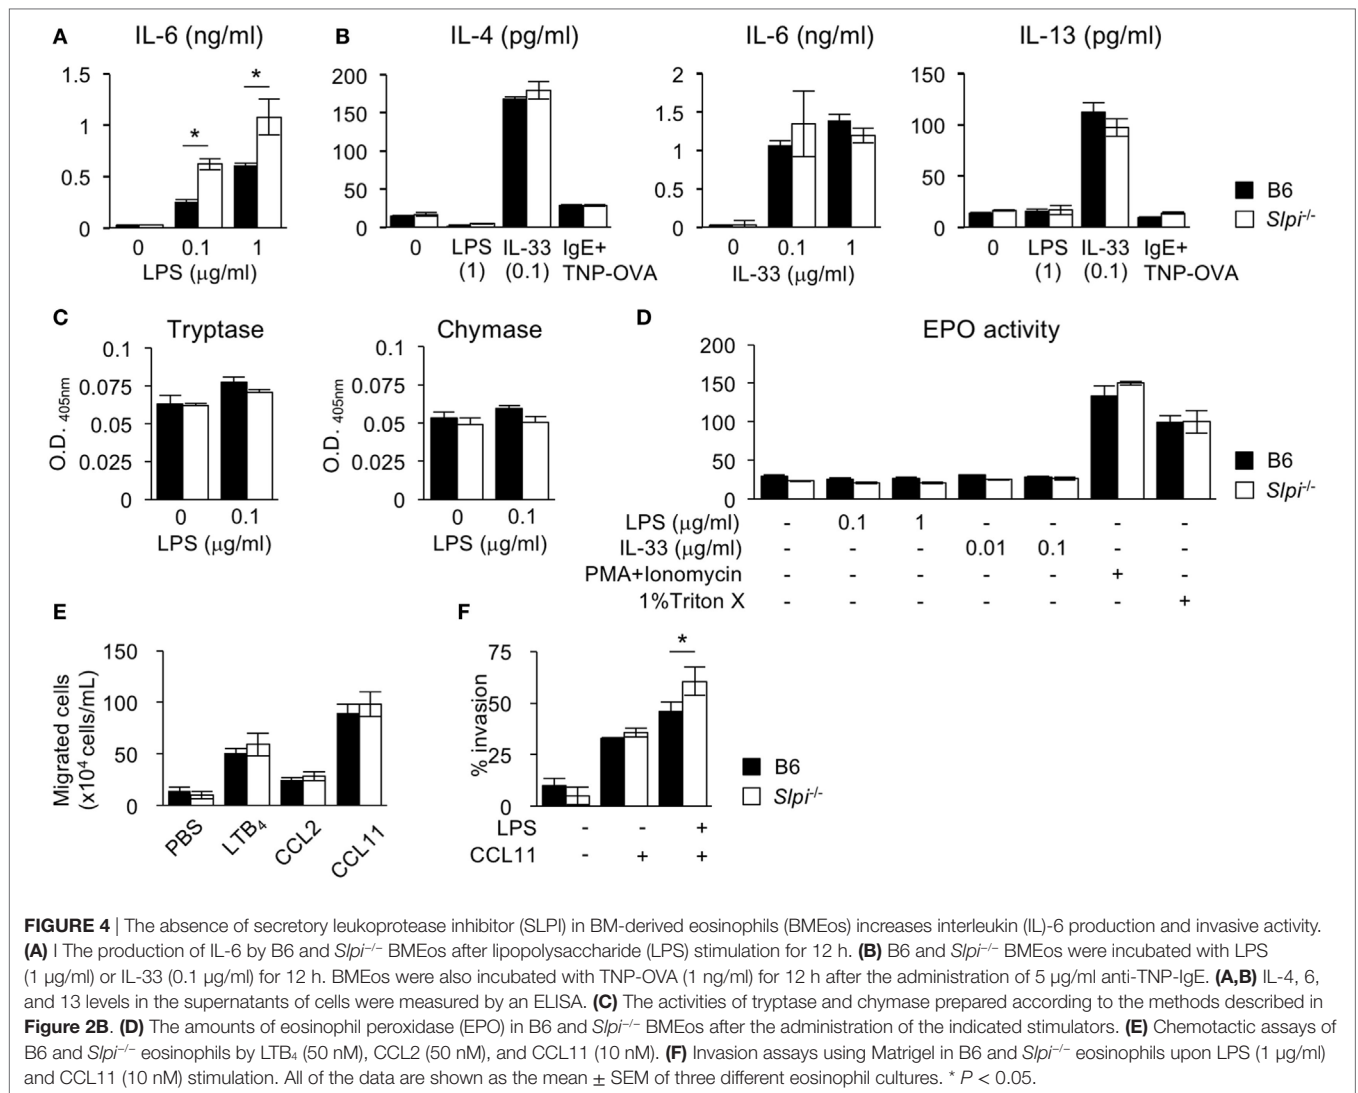 A IL-6 (ng/ml)
1.5
1
0.5
0
*
*
0 0.1 1
LPS (μg/ml)
B IL-4 (pg/ml)
200
150
100
50
0
0 LPS (1) IL-33 (0.1) IgE+ TNP-OVA
IL-6 (ng/ml)
2
1.5
1
0.5
0
0 0.1 1
IL-33 (μg/ml)
IL-13 (pg/ml)
150
100
50
0
0 LPS (1) IL-33 (0.1) IgE+ TNP-OVA
B6
Slpi-/-
C Tryptase
O.D. 405nm
0.1
0.075
0.05
0.025
0
0 0.1
LPS (μg/ml)
Chymase
O.D. 405nm
0.1
0.075
0.05
0.025
0
0 0.1
LPS (μg/ml)
D EPO activity
200
150
100
50
0
B6
Slpi-/-
LPS (μg/ml) - 0.1 1 - - - -
IL-33 (μg/ml) - - - 0.01 0.1 - -
PMA+Ionomycin - - - - - + -
1%Triton X - - - - - - +
E
Migrated cells
(x10⁴ cells/mL)
150
100
50
0
PBS LTB₄ CCL2 CCL11
F
% invasion
75
50
25
0
*
LPS - - +
CCL11 - + +
B6
Slpi-/-
FIGURE 4 | The absence of secretory leukoprotease inhibitor (SLPI) in BM-derived eosinophils (BMEos) increases interleukin (IL)-6 production and invasive activity.
(A) I The production of IL-6 by B6 and Slpi−/− BMEos after lipopolysaccharide (LPS) stimulation for 12 h. (B) B6 and Slpi−/− BMEos were incubated with LPS
(1 μg/ml) or IL-33 (0.1 μg/ml) for 12 h. BMEos were also incubated with TNP-OVA (1 ng/ml) for 12 h after the administration of 5 μg/ml anti-TNP-IgE. (A,B) IL-4, 6,
and 13 levels in the supernatants of cells were measured by an ELISA. (C) The activities of tryptase and chymase prepared according to the methods described in
Figure 2B. (D) The amounts of eosinophil peroxidase (EPO) in B6 and Slpi−/− BMEos after the administration of the indicated stimulators. (E) Chemotactic assays of
B6 and Slpi−/− eosinophils by LTB₄ (50 nM), CCL2 (50 nM), and CCL11 (10 nM). (F) Invasion assays using Matrigel in B6 and Slpi−/− eosinophils upon LPS (1 μg/ml)
and CCL11 (10 nM) stimulation. All of the data are shown as the mean ± SEM of three different eosinophil cultures. * P < 0.05.